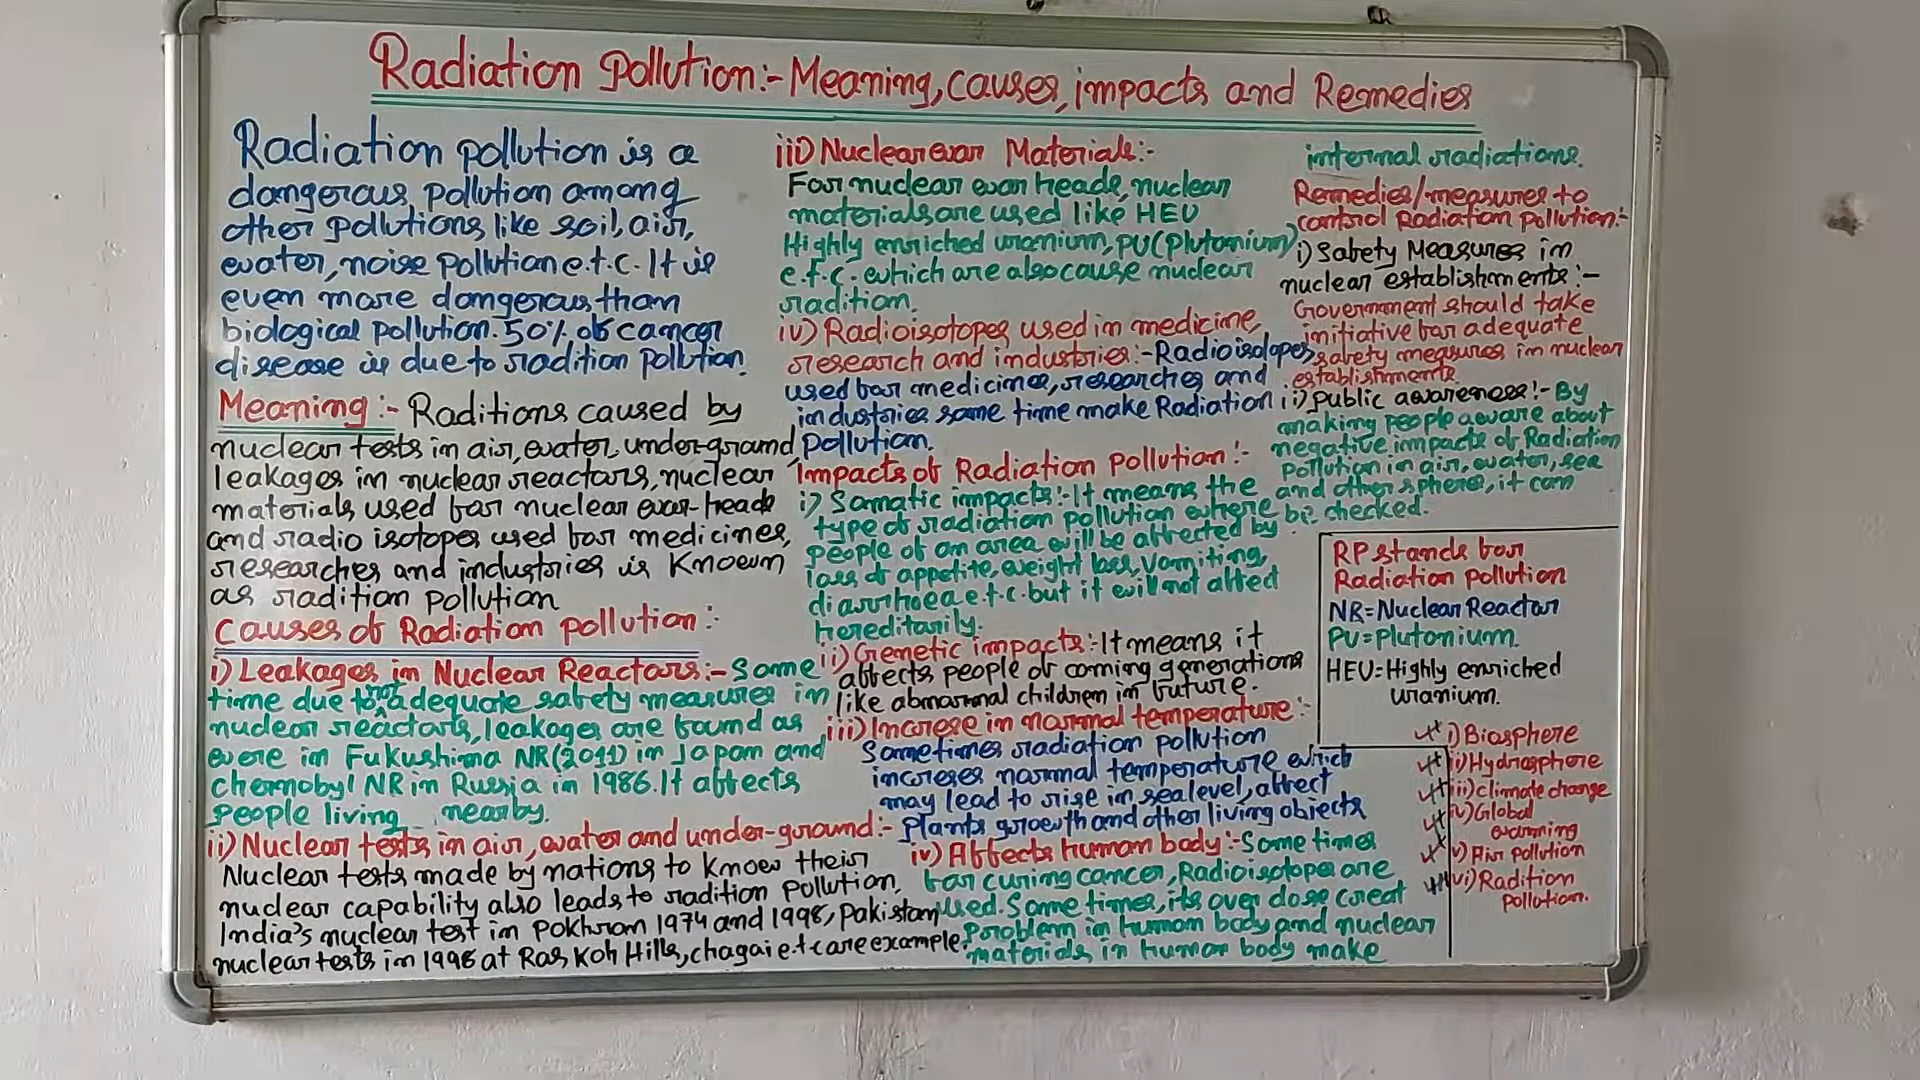 Radiation Pollution:- Meaning, causes, impacts and Remedies
Radiation pollution is a
dangerous pollution among
other pollutions like soil, air,
water, noise pollution e.t.c. It is
even more dangerous than
biological pollution. 50% of cancer
disease is due to radition pollution.
Meaning:- Raditions caused by
nuclear tests in air, water, under-ground,
leakages in nuclear reactors, nuclear
materials used for nuclear war-heads
and radio isotopes used for medicines,
researches and industries is known
as radition pollution
Causes of Radiation pollution:-
i) Leakages in Nuclear Reactors:- Some
time due to not adequate safety measures in
nuclear reactors, leakages are found as
were in Fukushima NR(2011) in Japan and
chernobyl NR in Russia in 1986. It affects
people living nearby.
ii) Nuclear tests in air, water and under-ground:-
Nuclear tests made by nations to know their
nuclear capability also leads to radition pollution,
India's nuclear test in Pokhran 1974 and 1998, Pakistan
nuclear tests in 1998 at Ras Koh Hills, chagai e.t.c are example.
iii) Nuclear war Materials:-
For nuclear war heads, nuclear
materials are used like HEU
Highly enriched uranium, PU(Plutonium)
e.t.c. which are also cause nuclear
radition.
iv) Radioisotopes used in medicine,
research and industries:- Radioisotopes
used for medicines, researches and
industries same time make Radiation
pollution.
Impacts of Radiation Pollution:-
i) Somatic impacts:- It means the
type of radiation pollution where
people of an area will be affected by
loss of appetite, weight loss, vomiting,
diarrhoea e.t.c. but it will not affect
hereditarily.
ii) Genetic impacts:- It means it
affects people of coming generations
like abnormal children in future.
iii) Increse in normal temperature:-
Sometimes radiation pollution
increses normal temperature which
may lead to rise in sea level, affect
plants growth and other living objects
iv) Affects human body:- Some times
for curing cancer, Radioisotopes are
used. Some times, its over dose creat
problem in human body and nuclear
materials in human body make
internal radiations.
Remedies/measures to
control Radiation Pollution:-
i) Safety Measures in
nuclear establishments:-
Government should take
initiative for adequate
safety measures in nuclear
establishments
ii) Public awareness:- By
making people aware about
negative impacts of Radiation
Pollution in air, water, sea
and other spheres, it can
be checked.
RP stands for
Radiation pollution
NR=Nuclear Reactor
PU=Plutonium.
HEU=Highly enriched
uranium.
i) Biosphere
ii) Hydrosphere
iii) climate change
iv) Global
warming
v) Air pollution
vi) Radition
pollution.